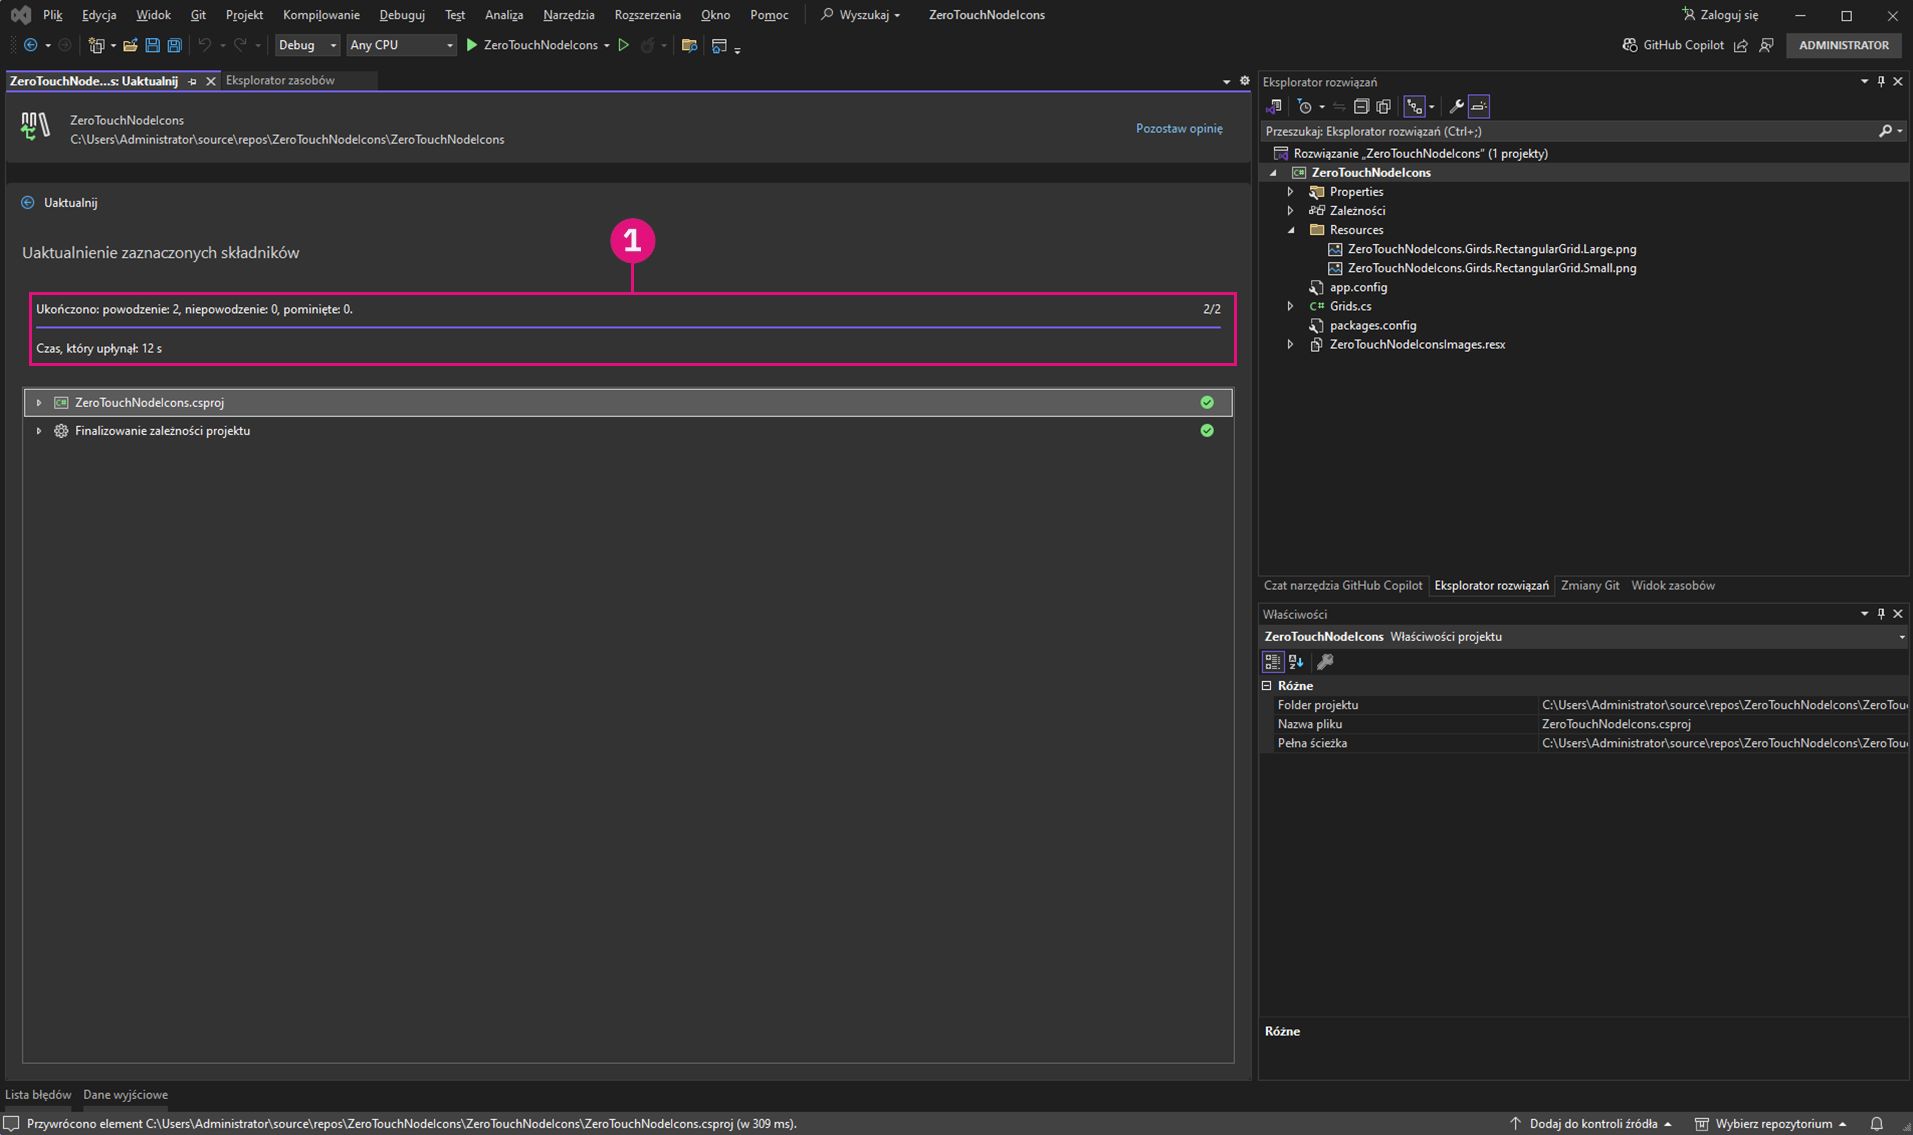 Plik Edycja Widok Git Projekt Kompilowanie Debuguj Test Analiza Narzędzia Rozszerzenia Okno Pomoc Wyszukaj ZeroTouchNodeIcons Zaloguj się
Debug Any CPU ZeroTouchNodeIcons GitHub Copilot ADMINISTRATOR
ZeroTouchNode...s: Uaktualnij Eksplorator zasobów
ZeroTouchNodeIcons
C:\Users\Administrator\source\repos\ZeroTouchNodeIcons\ZeroTouchNodeIcons
Pozostaw opinię
Uaktualnij
Uaktualnienie zaznaczonych składników
1
Ukończono: powodzenie: 2, niepowodzenie: 0, pominięte: 0. 2/2
Czas, który upłynął: 12 s
ZeroTouchNodeIcons.csproj
Finalizowanie zależności projektu
Eksplorator rozwiązań
Przeszukaj: Eksplorator rozwiązań (Ctrl+;)
Rozwiązanie „ZeroTouchNodeIcons” (1 projekty)
C# ZeroTouchNodeIcons
Properties
Zależności
Resources
ZeroTouchNodeIcons.Girds.RectangularGrid.Large.png
ZeroTouchNodeIcons.Girds.RectangularGrid.Small.png
app.config
C# Grids.cs
packages.config
ZeroTouchNodeIconsImages.resx
Czat narzędzia GitHub Copilot Eksplorator rozwiązań Zmiany Git Widok zasobów
Właściwości
ZeroTouchNodeIcons Właściwości projektu
Różne
Folder projektu C:\Users\Administrator\source\repos\ZeroTouchNodeIcons\ZeroTou
Nazwa pliku ZeroTouchNodeIcons.csproj
Pełna ścieżka C:\Users\Administrator\source\repos\ZeroTouchNodeIcons\ZeroTou
Różne
Lista błędów Dane wyjściowe
Przywrócono element C:\Users\Administrator\source\repos\ZeroTouchNodeIcons\ZeroTouchNodeIcons\ZeroTouchNodeIcons.csproj (w 309 ms).
Dodaj do kontroli źródła Wybierz repozytorium